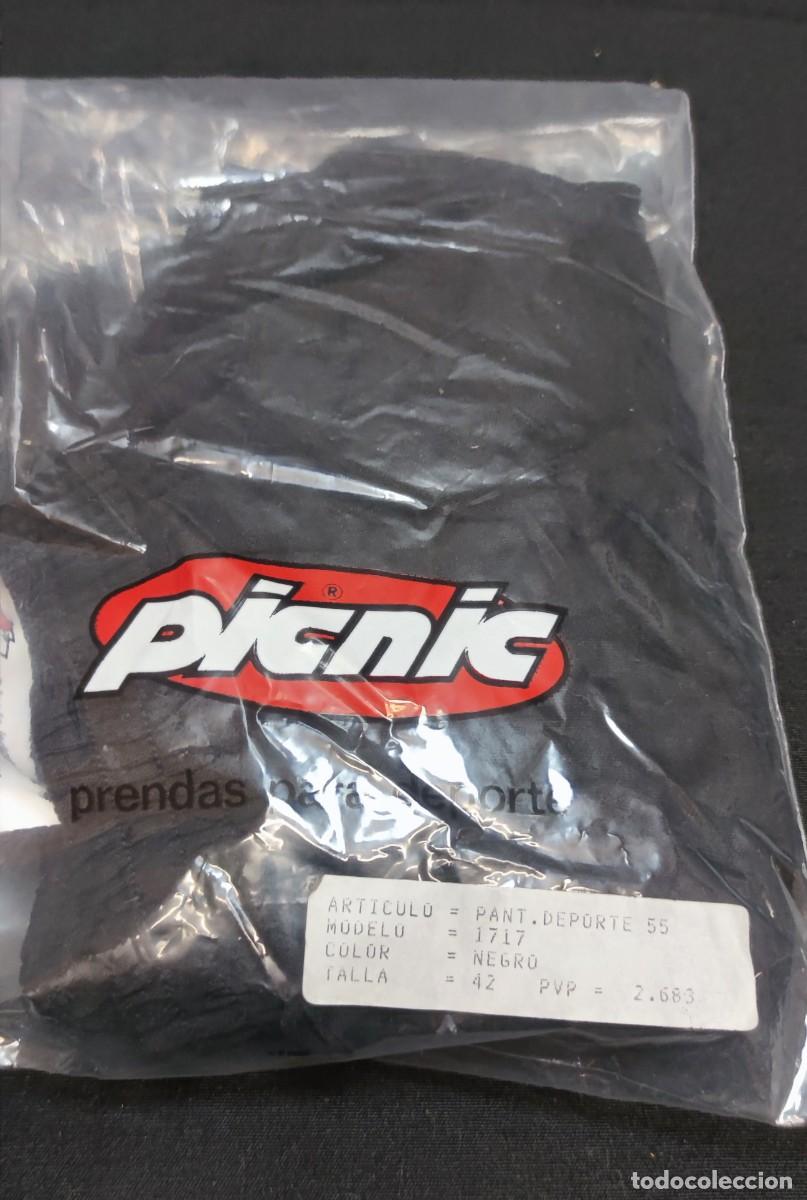 ®
picnic
prendas para deporte
ARTICULO = PANT.DEPORTE 55
MODELO = 1717
COLOR = NEGRO
TALLA = 42 PVP = 2.683
todocoleccion